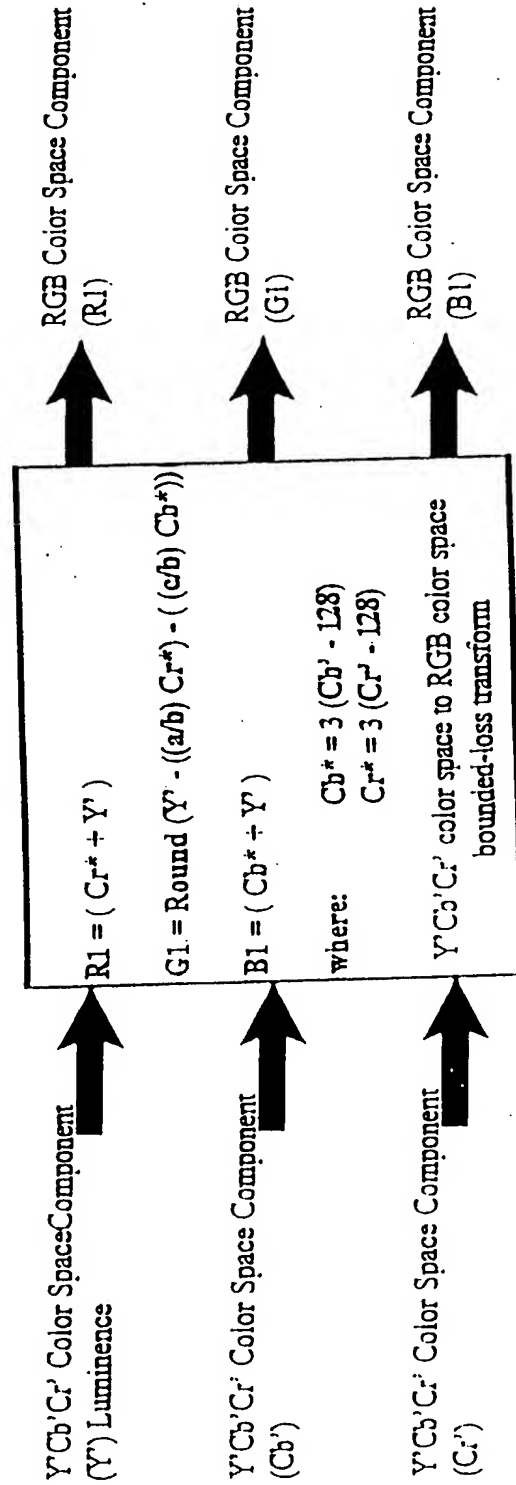 Y'Cb'Cr' Color SpaceComponent
(Y') Luminence
Y'Cb'Cr' Color Space Component
(Cb')
Y'Cb'Cr' Color Space Component
(Cr')
R1 = ( Cr* + Y' )
G1 = Round (Y' - ((a/b) Cr*) - ( (c/b) Cb*))
B1 = ( Cb* + Y' )
where:
Cb* = 3 (Cb' - 128)
Cr* = 3 (Cr' - 128)
Y'Cb'Cr' color space to RGB color space
bounded-loss transform
RGB Color Space Component
(R1)
RGB Color Space Component
(G1)
RGB Color Space Component
(B1)